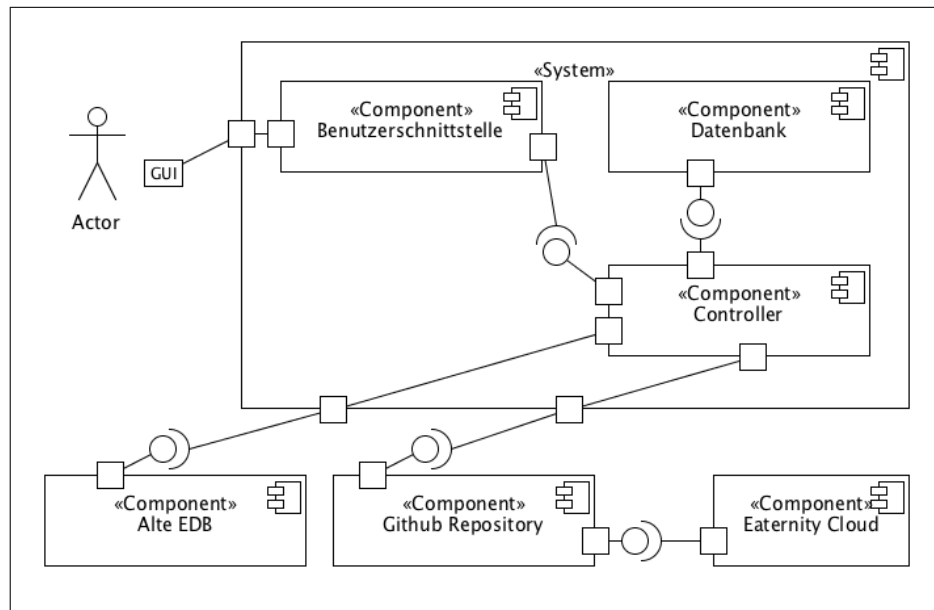 «System»
«Component»
Benutzerschnittstelle
«Component»
Datenbank
GUI
Actor
«Component»
Controller
«Component»
Alte EDB
«Component»
Github Repository
«Component»
Eaternity Cloud